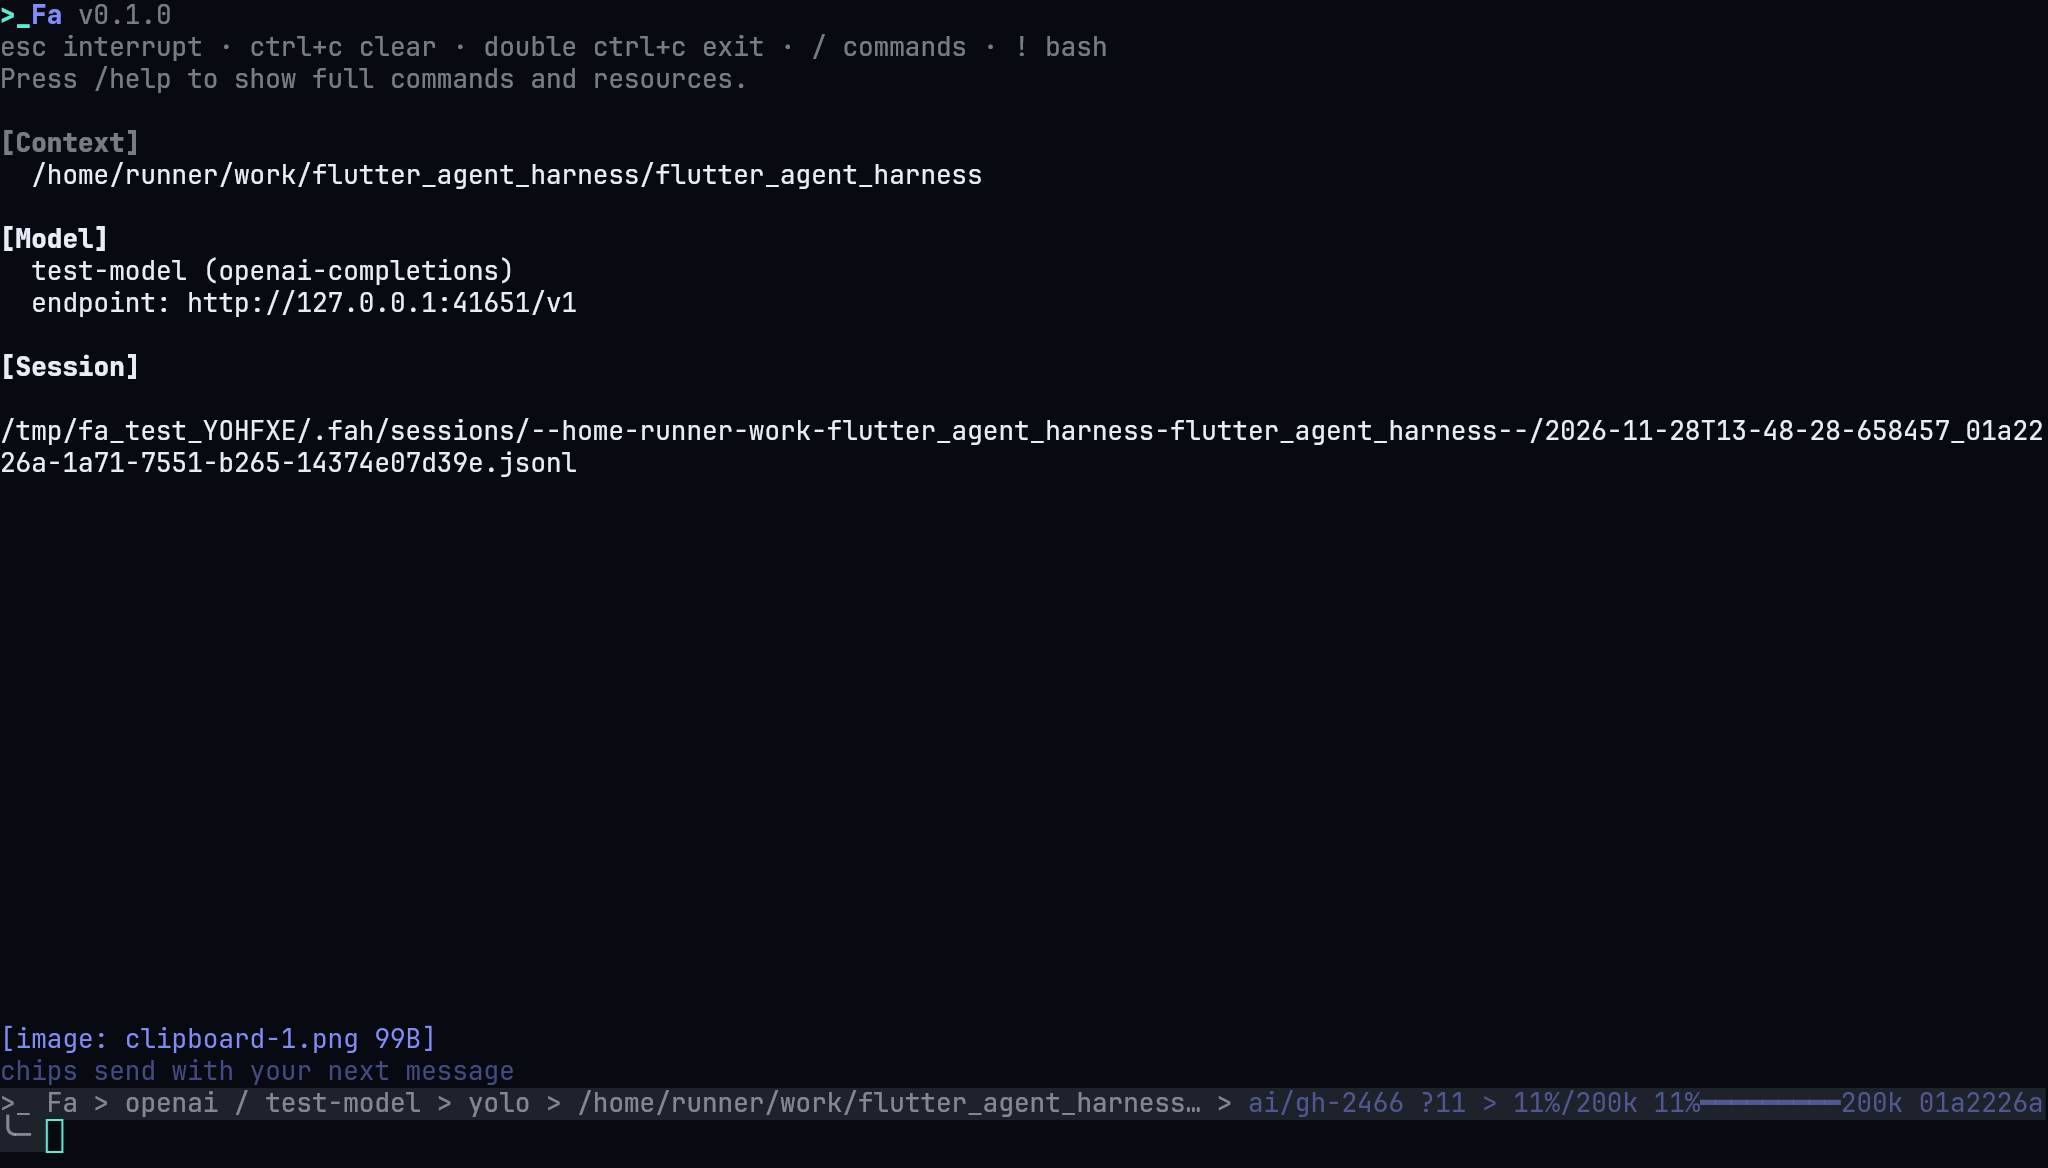 >_Fa v0.1.0
esc interrupt · ctrl+c clear · double ctrl+c exit · / commands · ! bash
Press /help to show full commands and resources.
[Context]
/home/runner/work/flutter_agent_harness/flutter_agent_harness
[Model]
test-model (openai-completions)
endpoint: http://127.0.0.1:41651/v1
[Session]
/tmp/fa_test_YOHFXE/.fah/sessions/--home-runner-work-flutter_agent_harness-flutter_agent_harness--/2026-11-28T13-48-28-658457_01a22
26a-1a71-7551-b265-14374e07d39e.jsonl
[image: clipboard-1.png 99B]
chips send with your next message
>_ Fa > openai / test-model > yolo > /home/runner/work/flutter_agent_harness… > ai/gh-2466 ?11 > 11%/200k 11%━━━━━━━━━200k 01a2226a
╰─